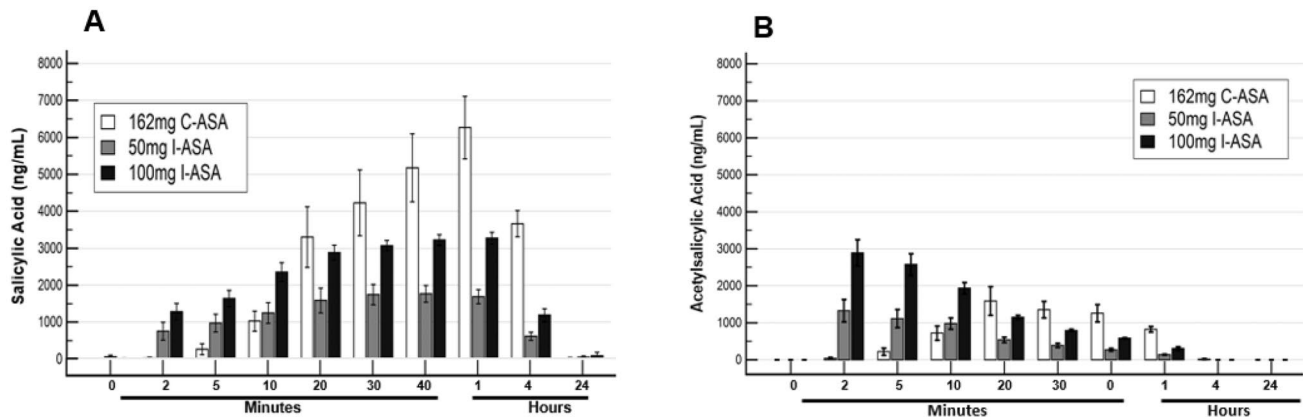 A
8000
7000
6000
5000
4000
3000
2000
1000
0
Salicylic Acid (ng/mL)
162mg C-ASA
50mg I-ASA
100mg I-ASA
0 2 5 10 20 30 40 1 4 24
Minutes Hours
B
8000
7000
6000
5000
4000
3000
2000
1000
0
Acetylsalicylic Acid (ng/mL)
162mg C-ASA
50mg I-ASA
100mg I-ASA
0 2 5 10 20 30 0 1 4 24
Minutes Hours